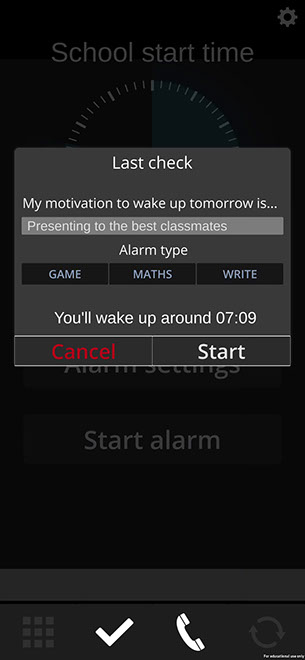 School start time
Last check
My motivation to wake up tomorrow is...
Presenting to the best classmates
Alarm type
GAME MATHS WRITE
You'll wake up around 07:09
Cancel Start
Alarm settings
Start alarm
For educational use only